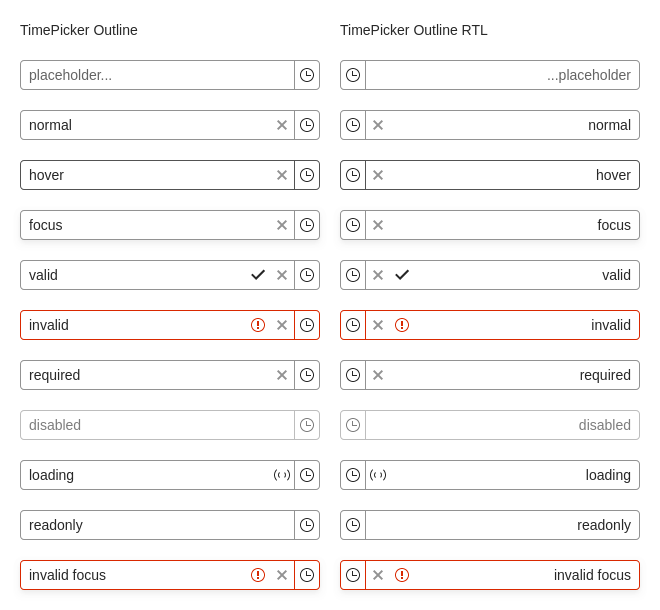 TimePicker Outline
placeholder...
normal
hover
focus
valid
invalid
required
disabled
loading
readonly
invalid focus
TimePicker Outline RTL
...placeholder
normal
hover
focus
valid
invalid
required
disabled
loading
readonly
invalid focus